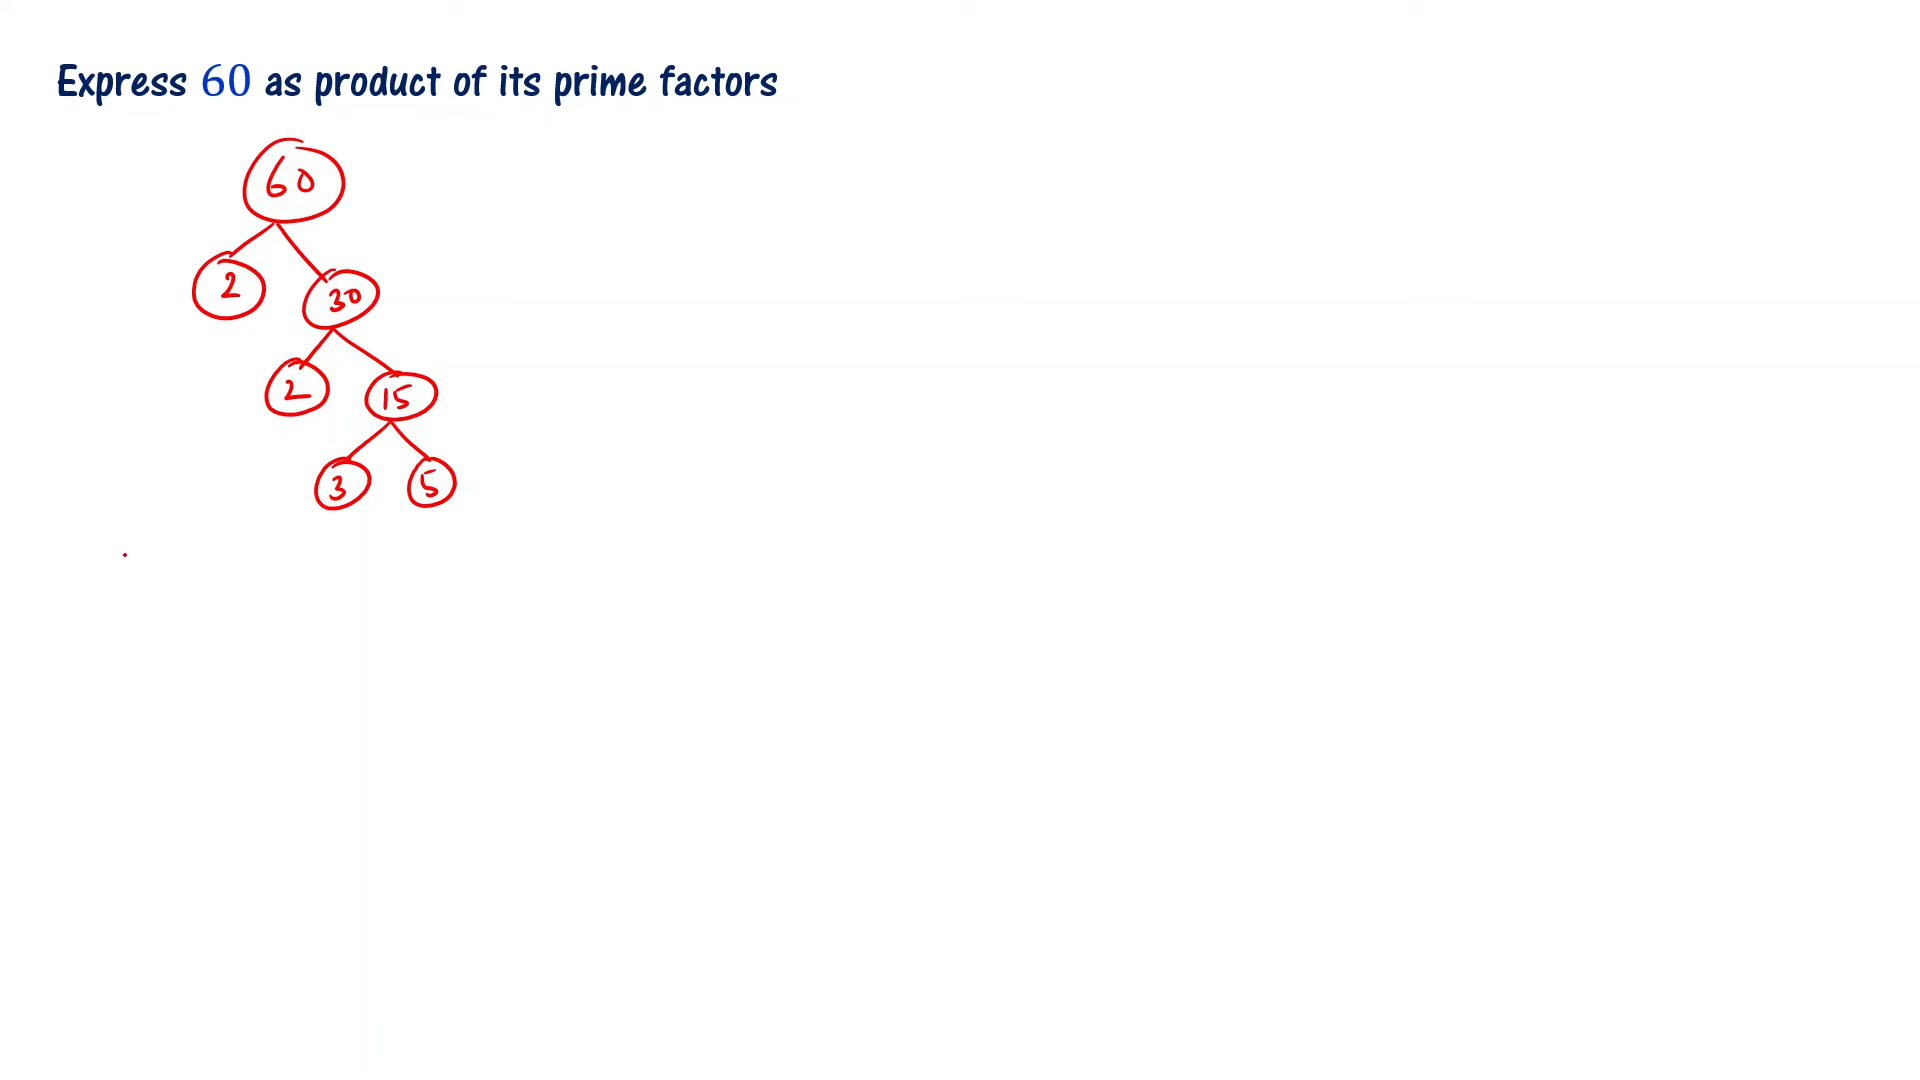 Express 60 as product of its prime factors
60
2 30
2 15
3 5